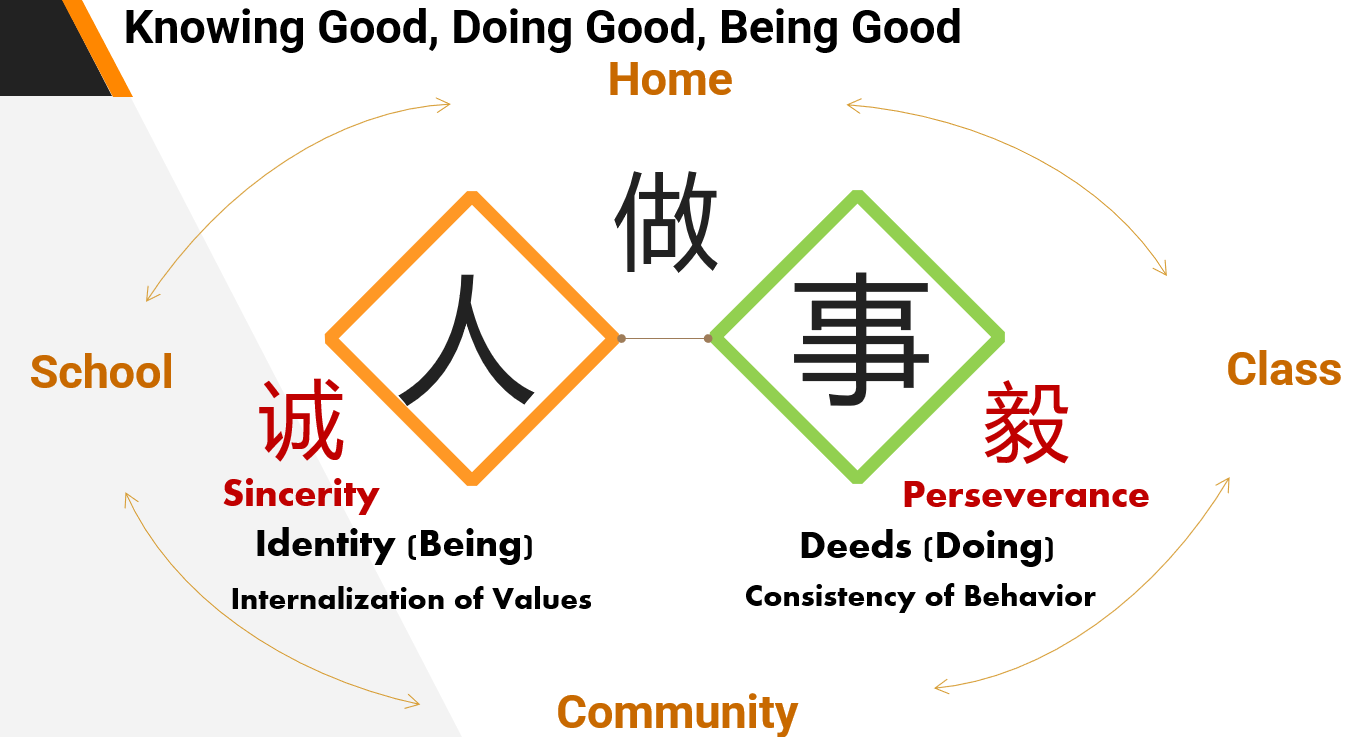 Knowing Good, Doing Good, Being Good
Home
做
人
事
School
Class
诚
毅
Sincerity
Perseverance
Identity (Being)
Deeds (Doing)
Internalization of Values
Consistency of Behavior
Community